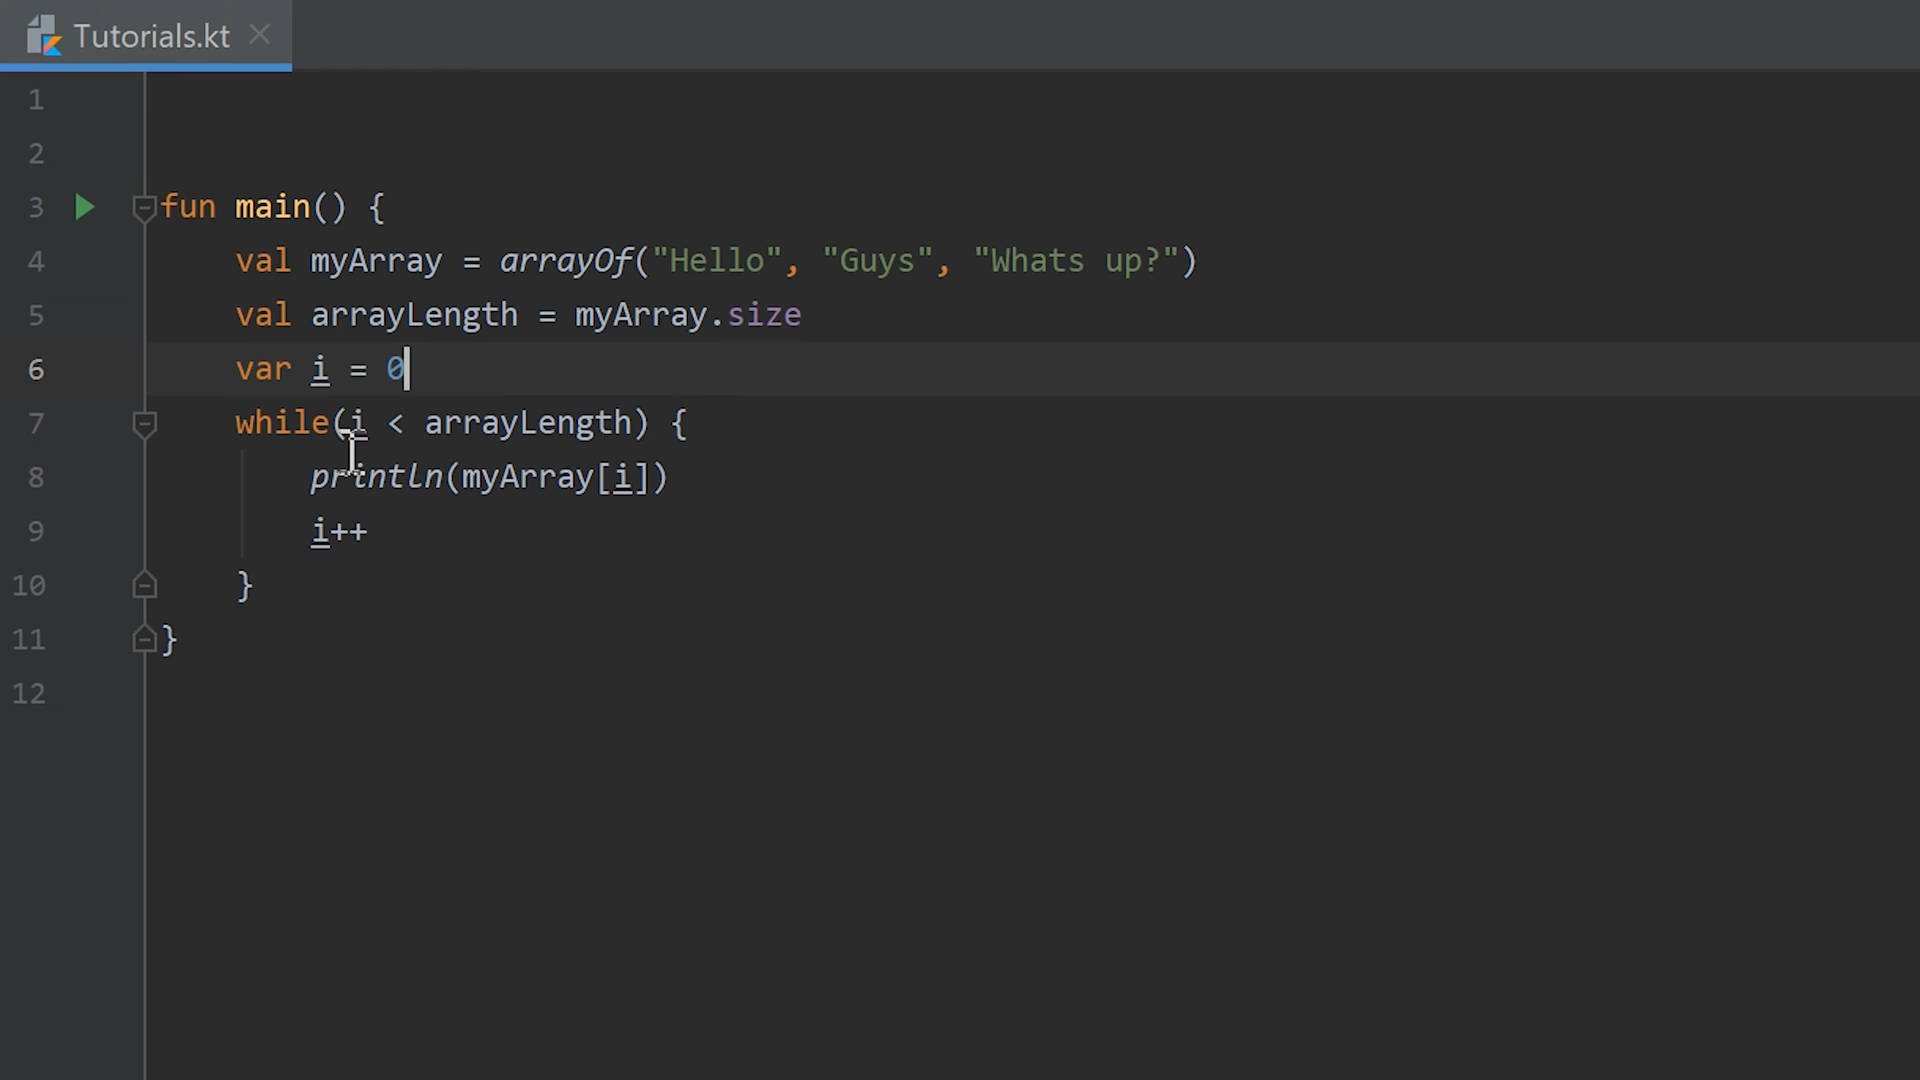 Tutorials.kt
1
2
3 fun main() {
4 val myArray = arrayOf("Hello", "Guys", "Whats up?")
5 val arrayLength = myArray.size
6 var i = 0
7 while(i < arrayLength) {
8 println(myArray[i])
9 i++
10 }
11 }
12